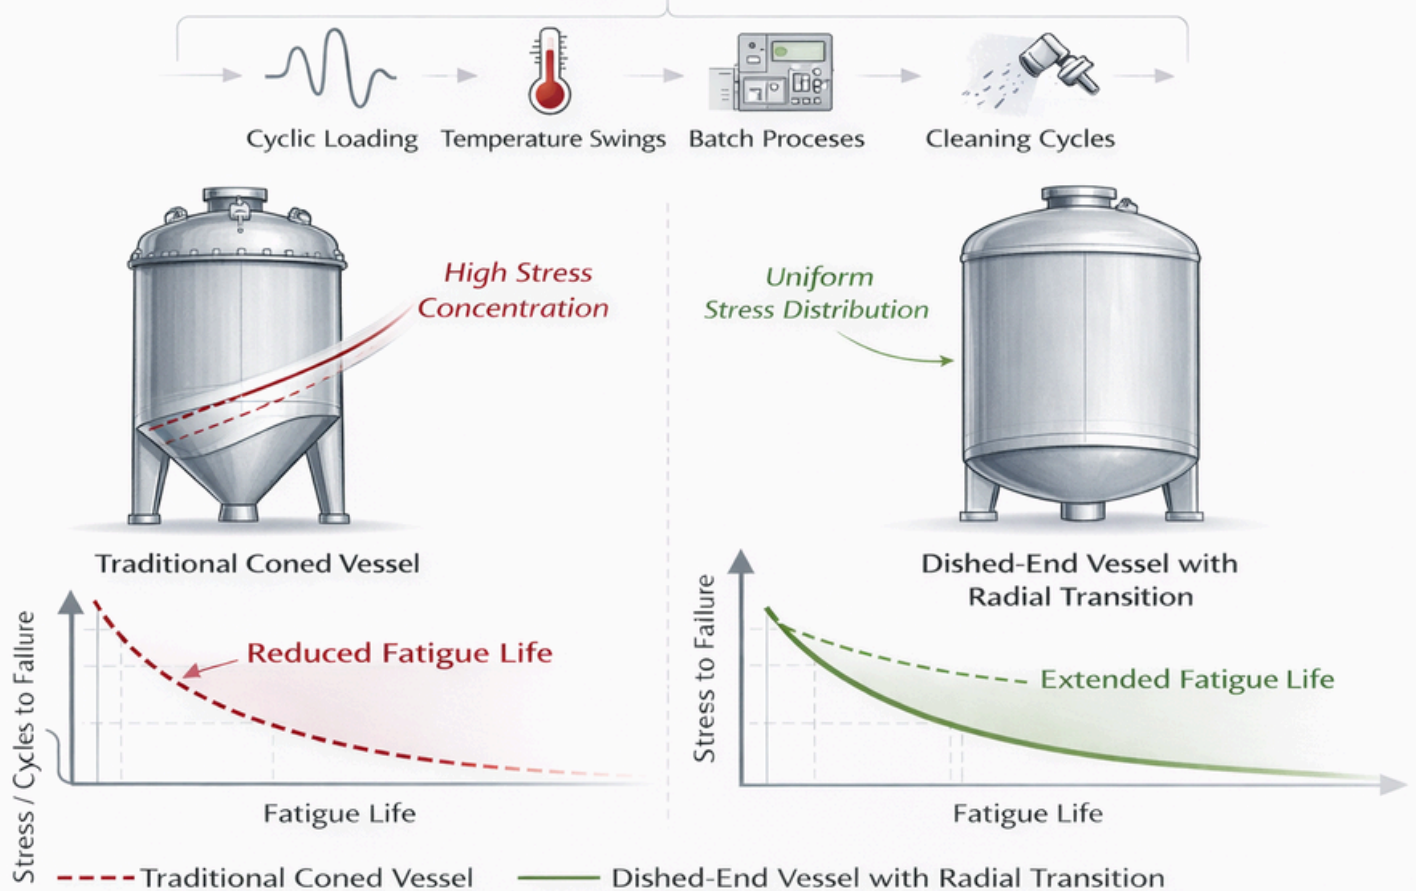 Cyclic Loading
Temperature Swings
Batch Proceses
Cleaning Cycles
High Stress
Concentration
Uniform
Stress Distribution
Traditional Coned Vessel
Dished-End Vessel with
Radial Transition
Stress / Cycles to Failure
Reduced Fatigue Life
Fatigue Life
Stress to Failure
Extended Fatigue Life
Fatigue Life
Traditional Coned Vessel
Dished-End Vessel with Radial Transition